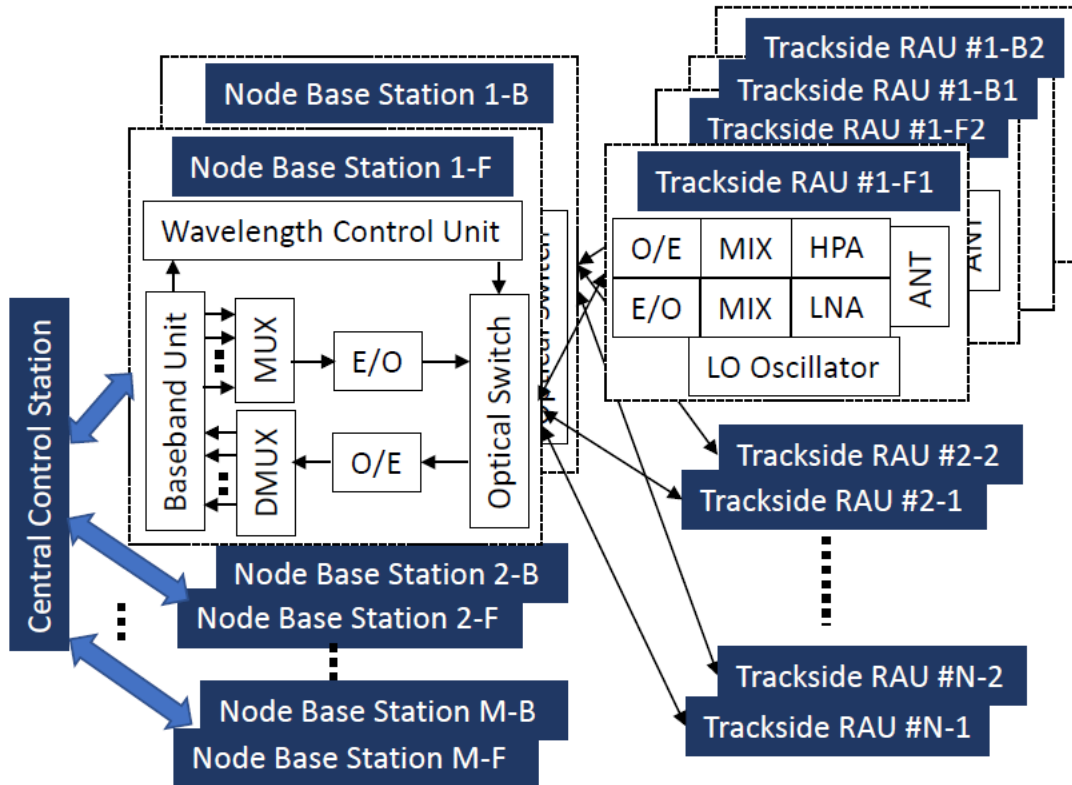 Trackside RAU #1-B2
Node Base Station 1-B
Trackside RAU #1-B1
Trackside RAU #1-F2
Node Base Station 1-F
Trackside RAU #1-F1
Wavelength Control Unit
O/E
MIX
HPA
ANT
ANT
E/O
MIX
LNA
LO Oscillator
Central Control Station
Baseband Unit
MUX
E/O
Optical Switch
Switch
DMUX
O/E
Trackside RAU #2-2
Trackside RAU #2-1
Node Base Station 2-B
Node Base Station 2-F
Trackside RAU #N-2
Node Base Station M-B
Trackside RAU #N-1
Node Base Station M-F